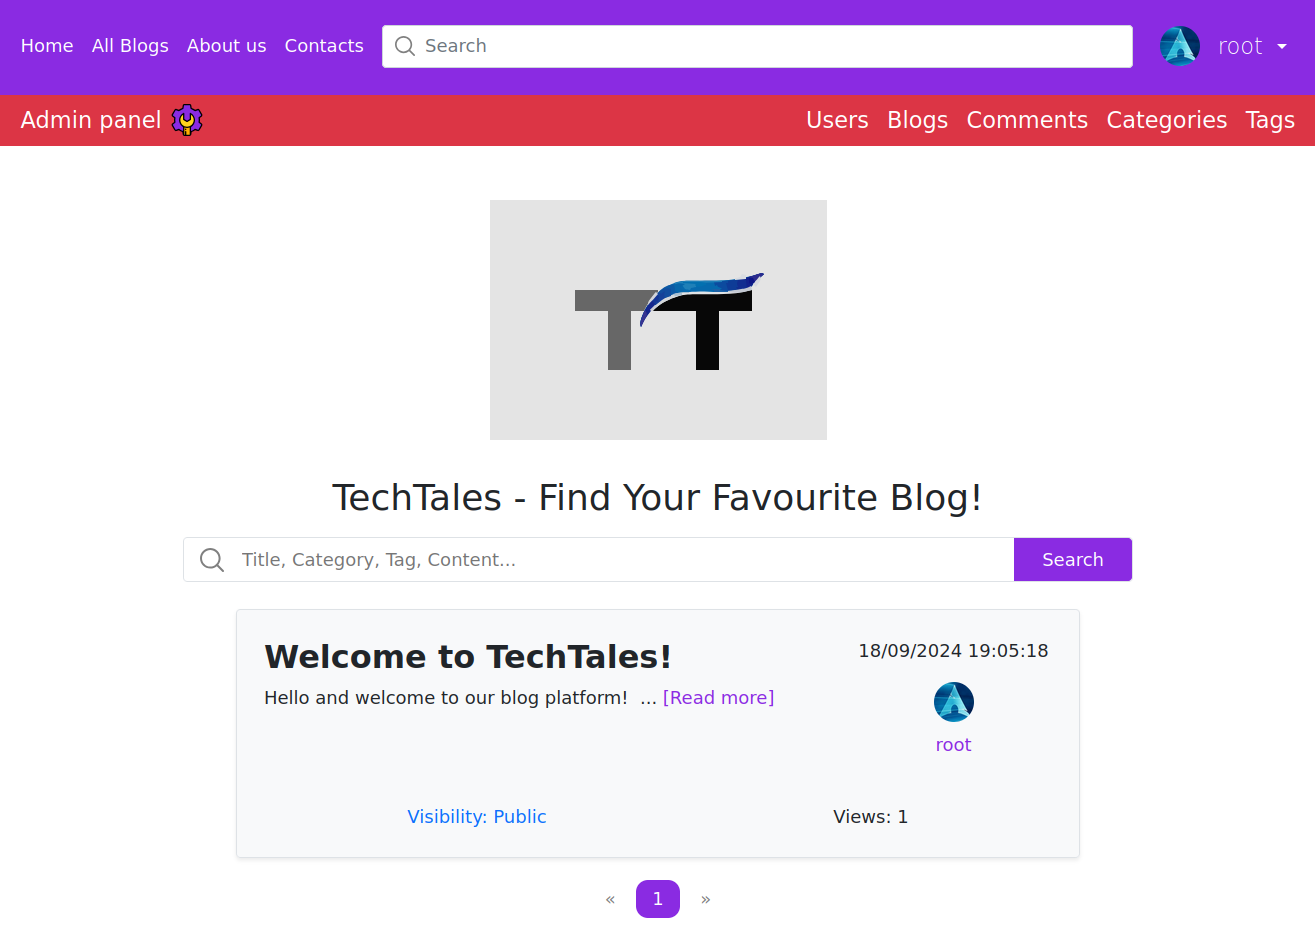 Home All Blogs About us Contacts Search root
Admin panel Users Blogs Comments Categories Tags
TT
TechTales - Find Your Favourite Blog!
Title, Category, Tag, Content... Search
Welcome to TechTales! 18/09/2024 19:05:18
Hello and welcome to our blog platform!  ... [Read more]
root
Visibility: Public Views: 1
« 1 »